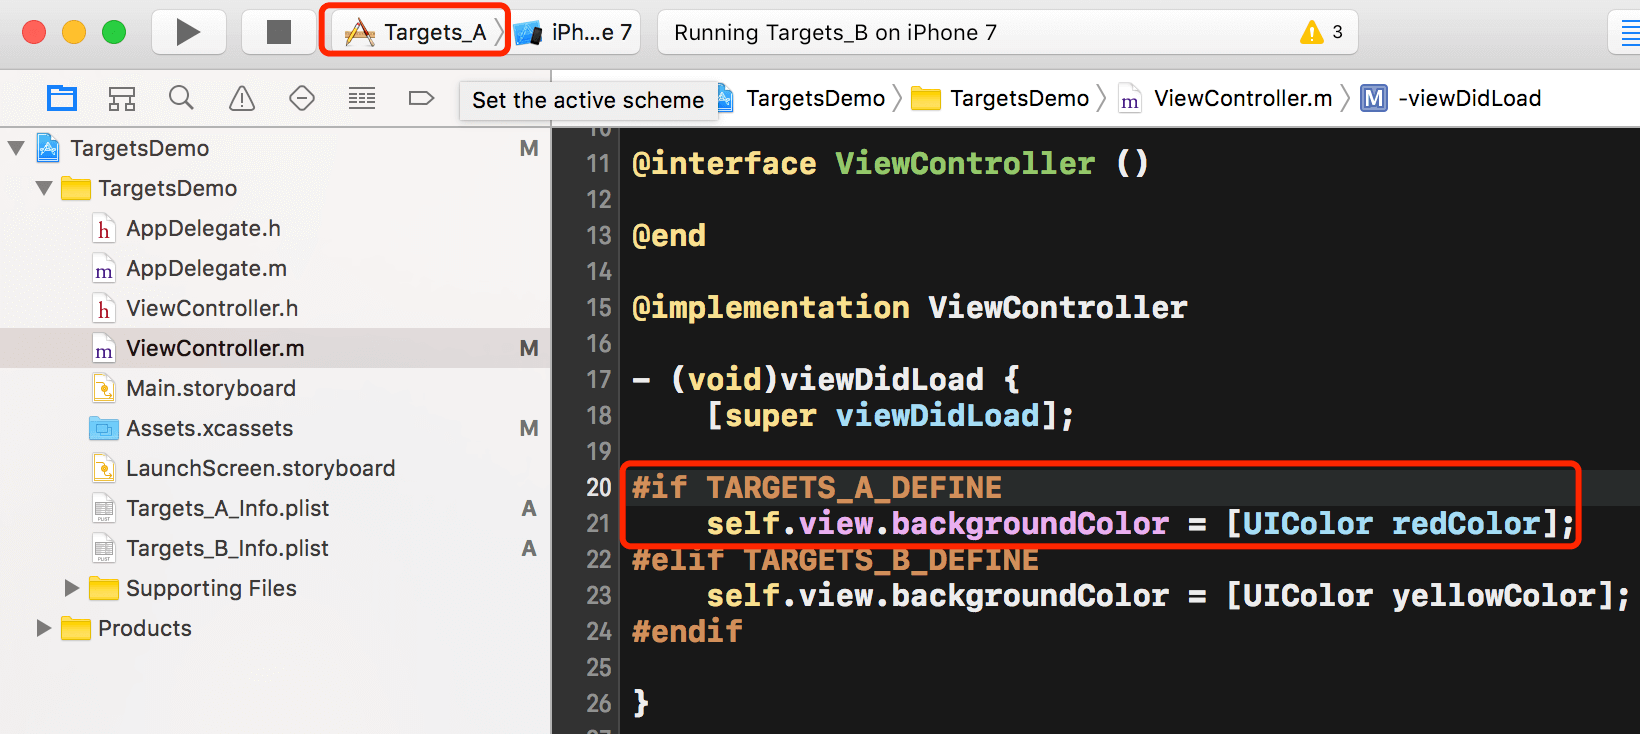 Targets_A
iPh...e 7
Running Targets_B on iPhone 7
3
Set the active scheme
TargetsDemo
TargetsDemo
ViewController.m
M
-viewDidLoad
TargetsDemo M
TargetsDemo
h AppDelegate.h
m AppDelegate.m
h ViewController.h
m ViewController.m M
Main.storyboard
Assets.xcassets M
LaunchScreen.storyboard
PLIST Targets_A_Info.plist A
PLIST Targets_B_Info.plist A
Supporting Files
Products
10
11 @interface ViewController ()
12
13 @end
14
15 @implementation ViewController
16
17 - (void)viewDidLoad {
18 [super viewDidLoad];
19
20 #if TARGETS_A_DEFINE
21 self.view.backgroundColor = [UIColor redColor];
22 #elif TARGETS_B_DEFINE
23 self.view.backgroundColor = [UIColor yellowColor];
24 #endif
25
26 }